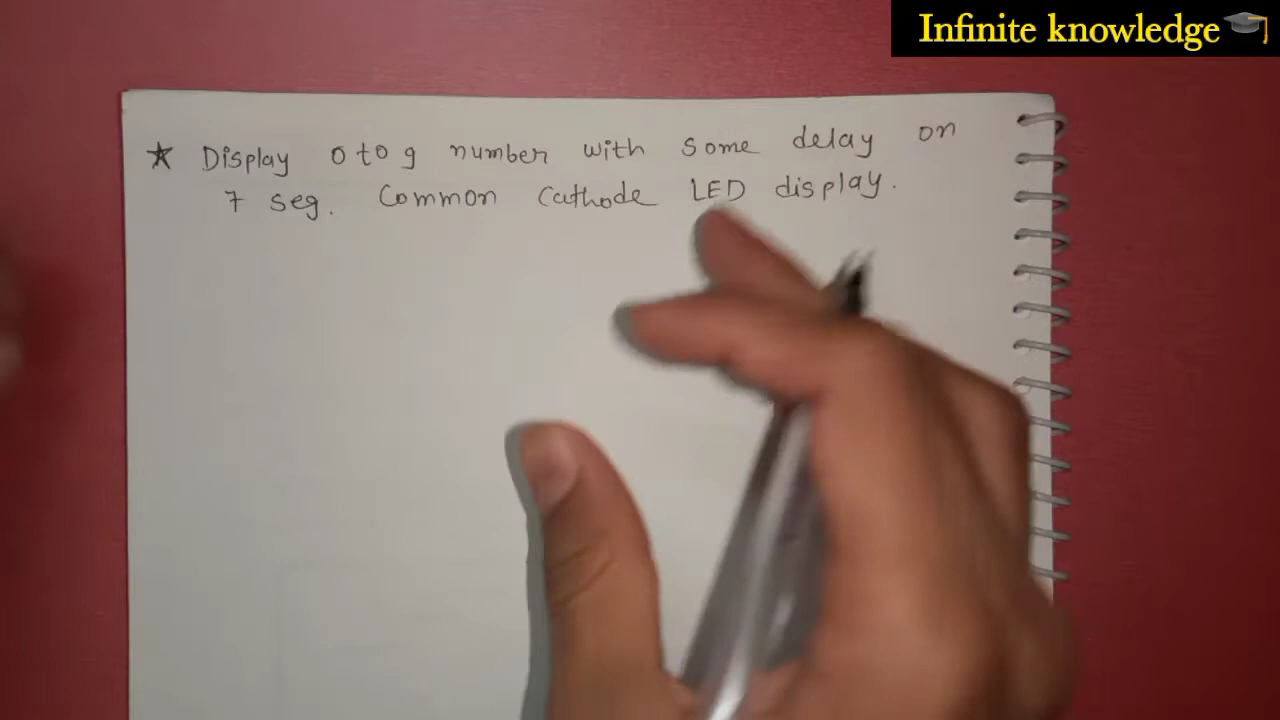 Infinite knowledge
★ Display 0 to 9 number with some delay on
7 seg. Common Cathode LED display.